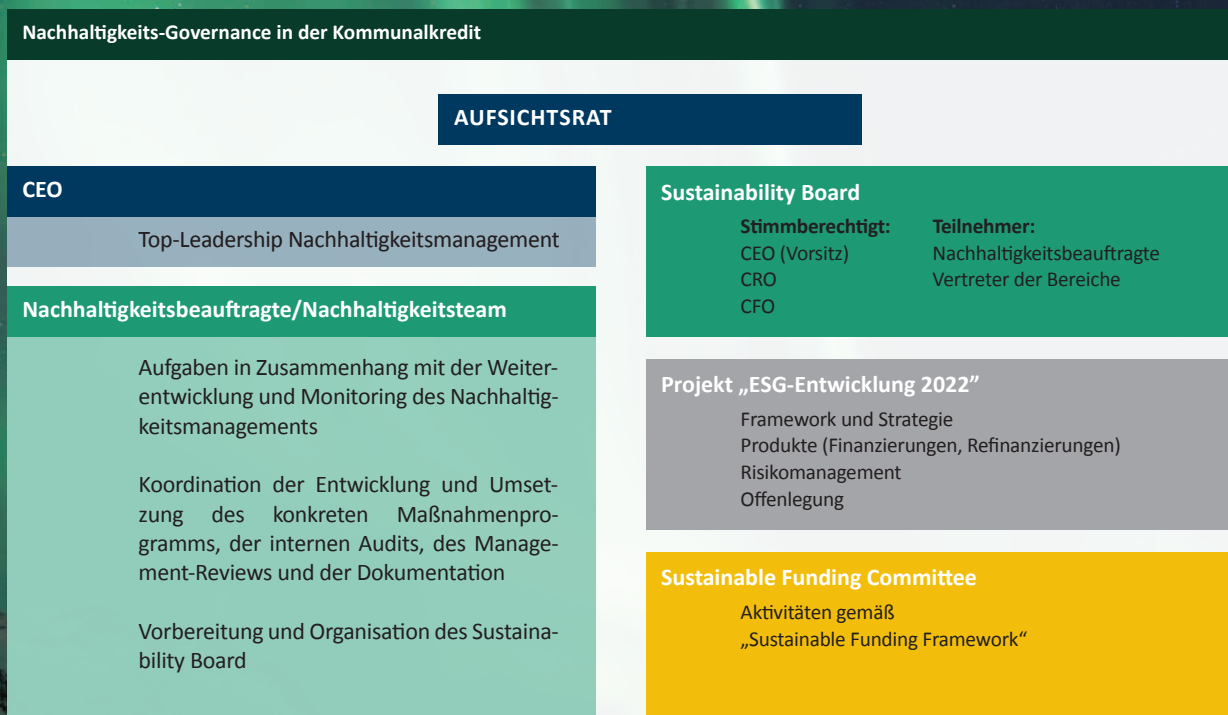 Nachhaltigkeits-Governance in der Kommunalkredit
AUFSICHTSRAT
CEO
Top-Leadership Nachhaltigkeitsmanagement
Nachhaltigkeitsbeauftragte/Nachhaltigkeitsteam
Aufgaben in Zusammenhang mit der Weiter-
entwicklung und Monitoring des Nachhaltig-
keitsmanagements
Koordination der Entwicklung und Umset-
zung des konkreten Maßnahmenpro-
gramms, der internen Audits, des Manage-
ment-Reviews und der Dokumentation
Vorbereitung und Organisation des Sustaina-
bility Board
Sustainability Board
Stimmberechtigt:
CEO (Vorsitz)
CRO
CFO
Teilnehmer:
Nachhaltigkeitsbeauftragte
Vertreter der Bereiche
Projekt „ESG-Entwicklung 2022”
Framework und Strategie
Produkte (Finanzierungen, Refinanzierungen)
Risikomanagement
Offenlegung
Sustainable Funding Committee
Aktivitäten gemäß
„Sustainable Funding Framework“